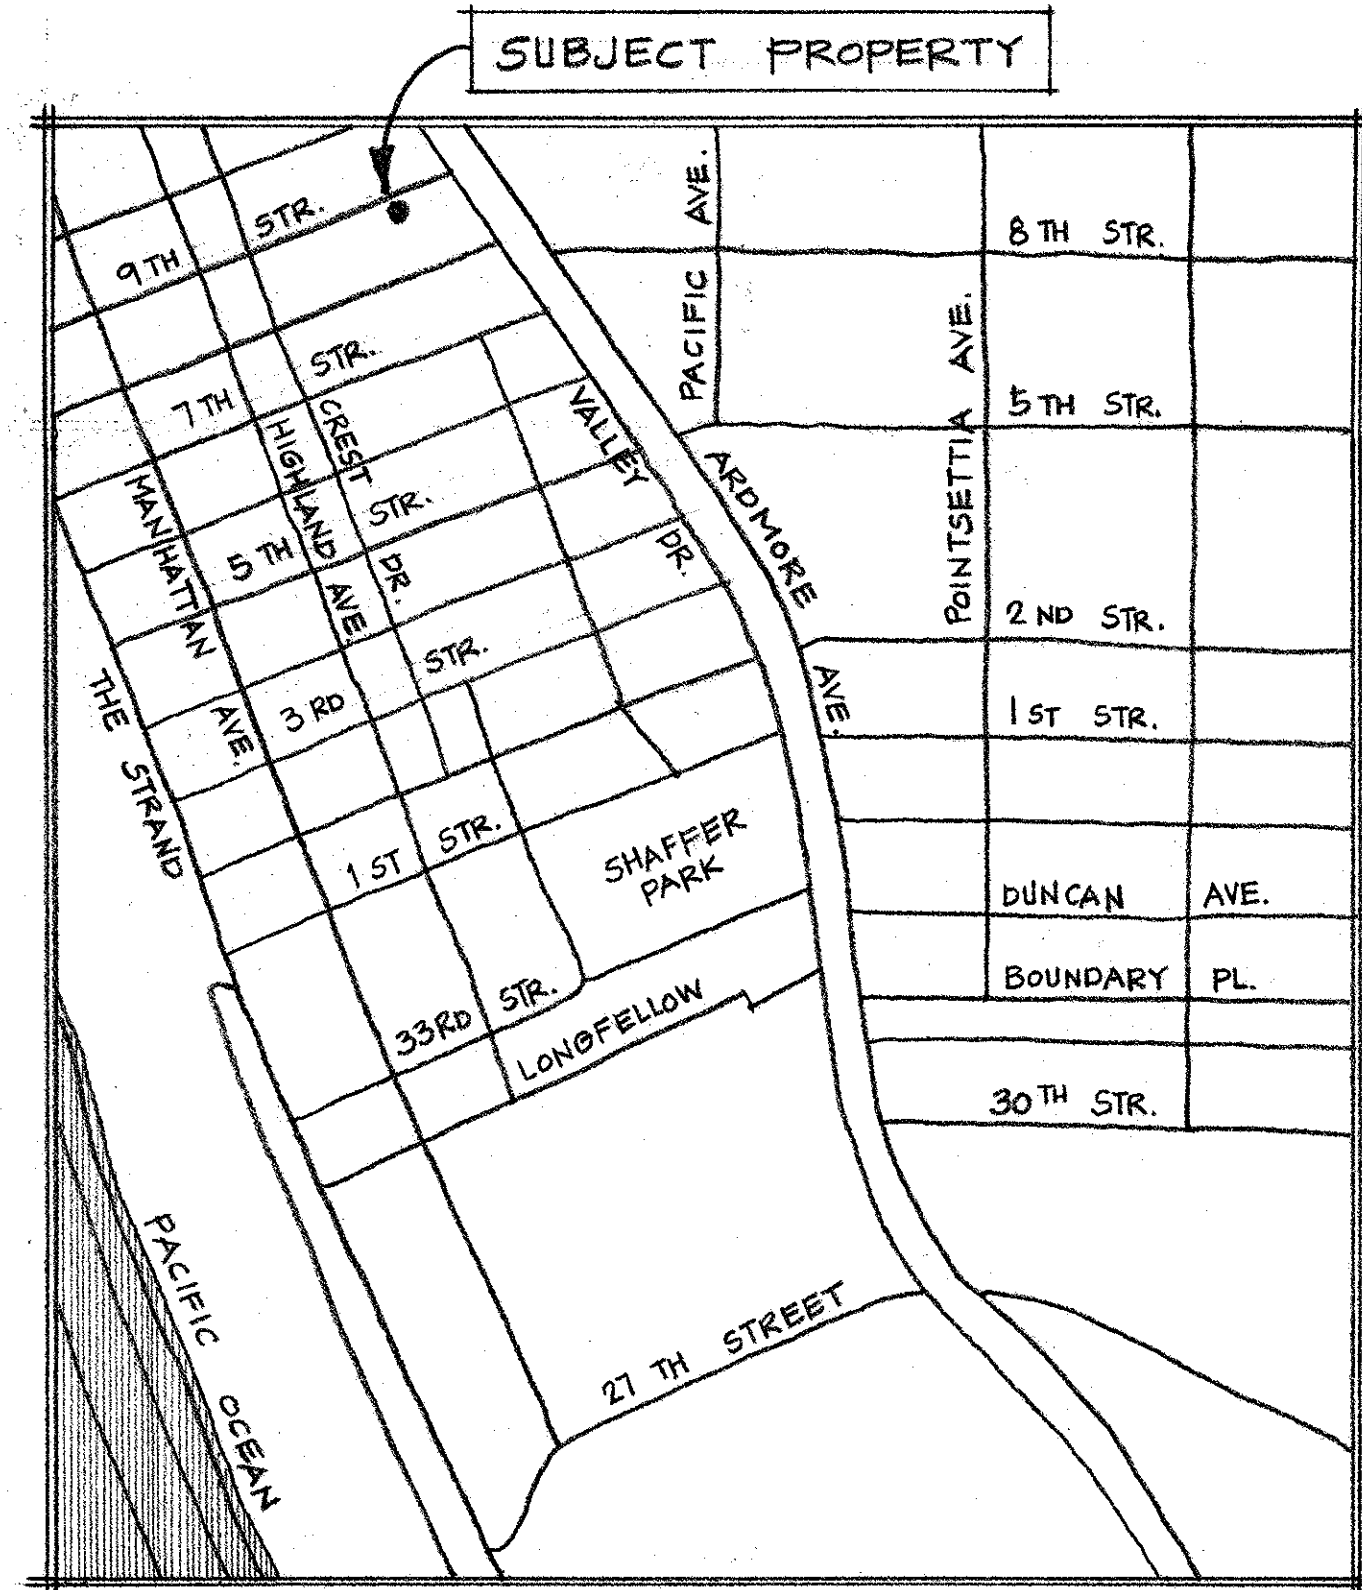 SUBJECT PROPERTY
9TH STR.
PACIFIC AVE.
8TH STR.
7TH STR.
POINTSETTIA AVE.
5TH STR.
CREST DR.
HIGHLAND AVE.
VALLEY DR.
ARDMORE AVE.
MANHATTAN AVE.
5TH STR.
2ND STR.
3RD STR.
1ST STR.
THE STRAND
1ST STR.
SHAFFER
PARK
DUNCAN AVE.
BOUNDARY PL.
33RD STR.
LONGFELLOW
30TH STR.
PACIFIC OCEAN
27TH STREET